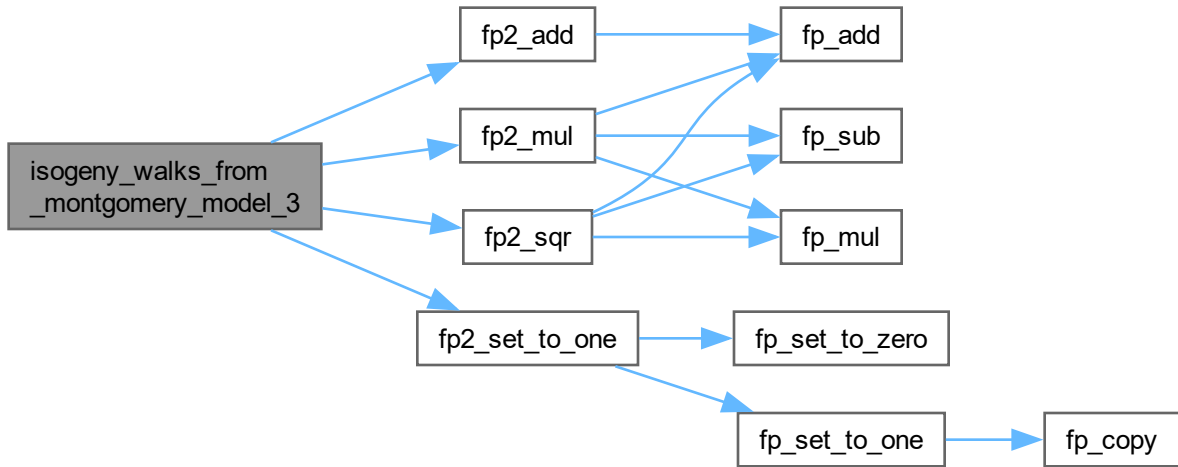 isogeny_walks_from
_montgomery_model_3
fp2_add
fp_add
fp2_mul
fp_sub
fp2_sqr
fp_mul
fp2_set_to_one
fp_set_to_zero
fp_set_to_one
fp_copy